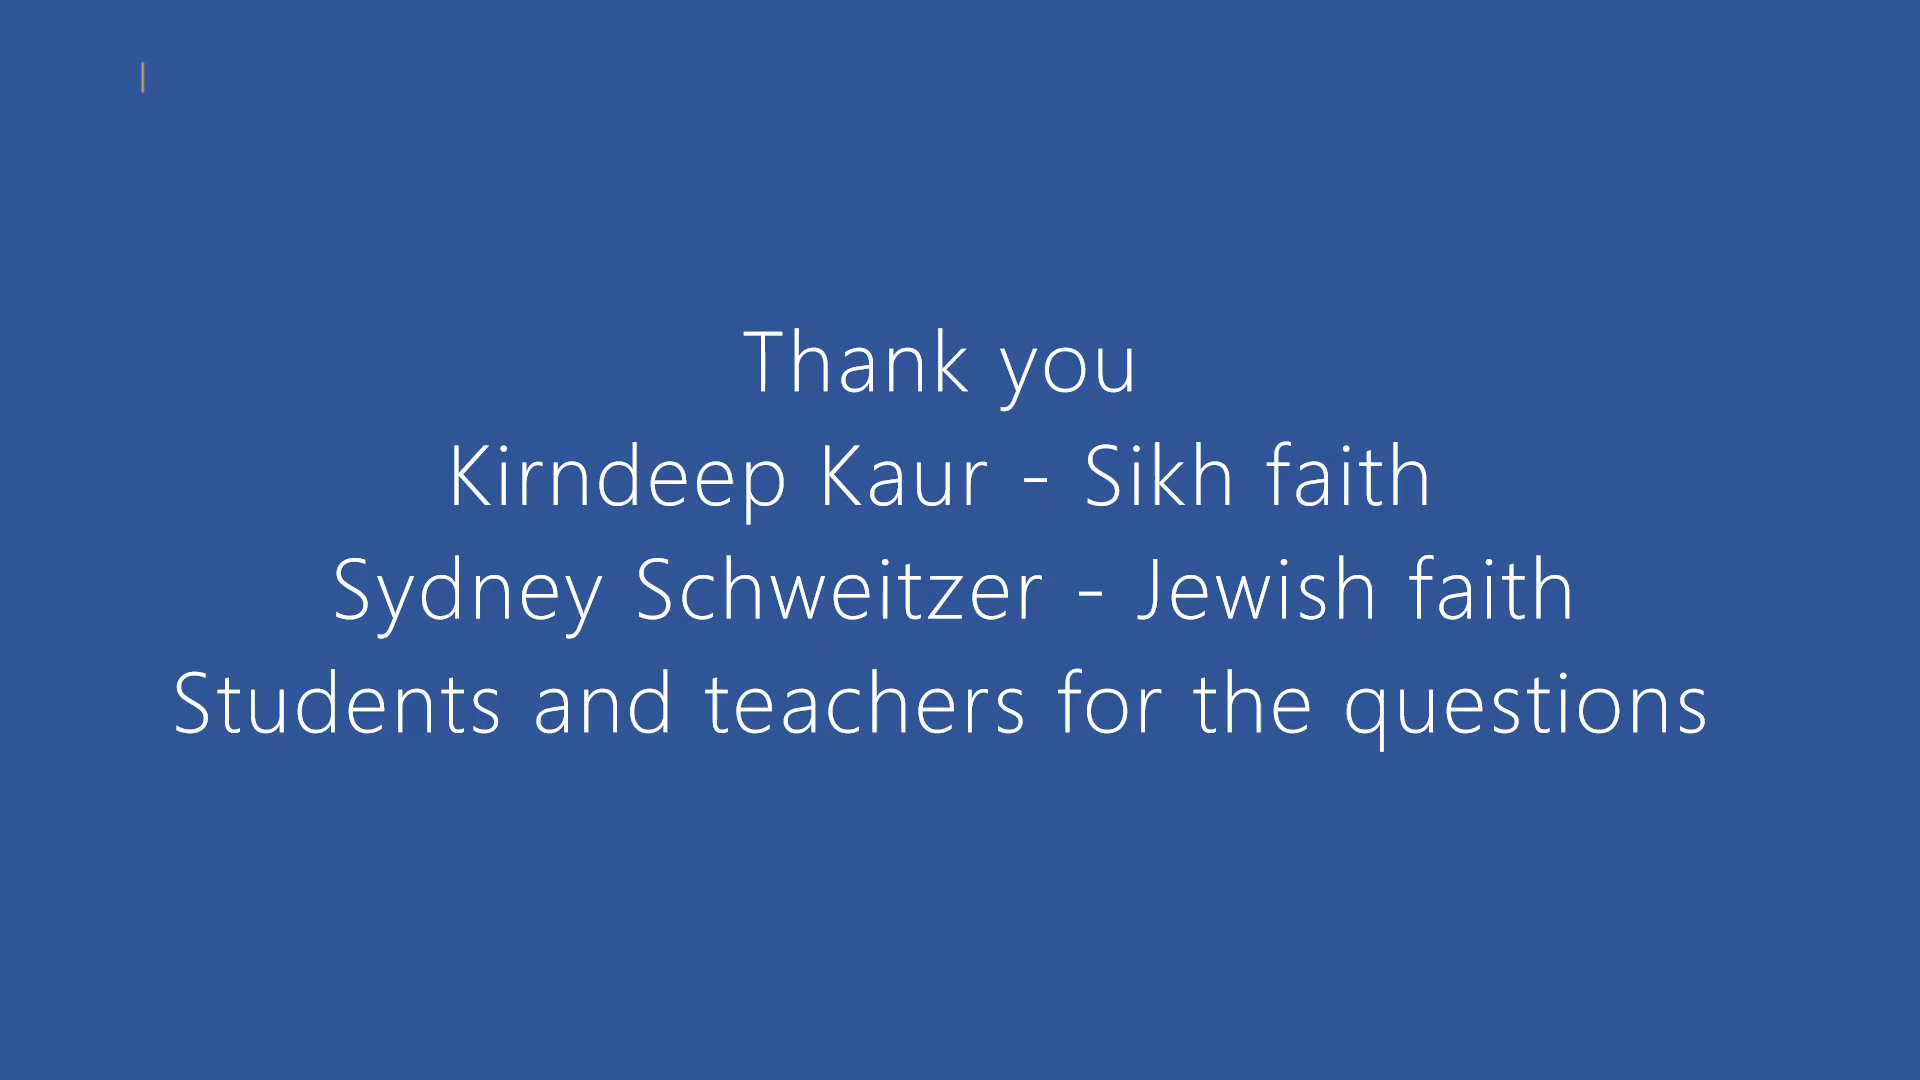 Thank you
Kirndeep Kaur - Sikh faith
Sydney Schweitzer - Jewish faith
Students and teachers for the questions